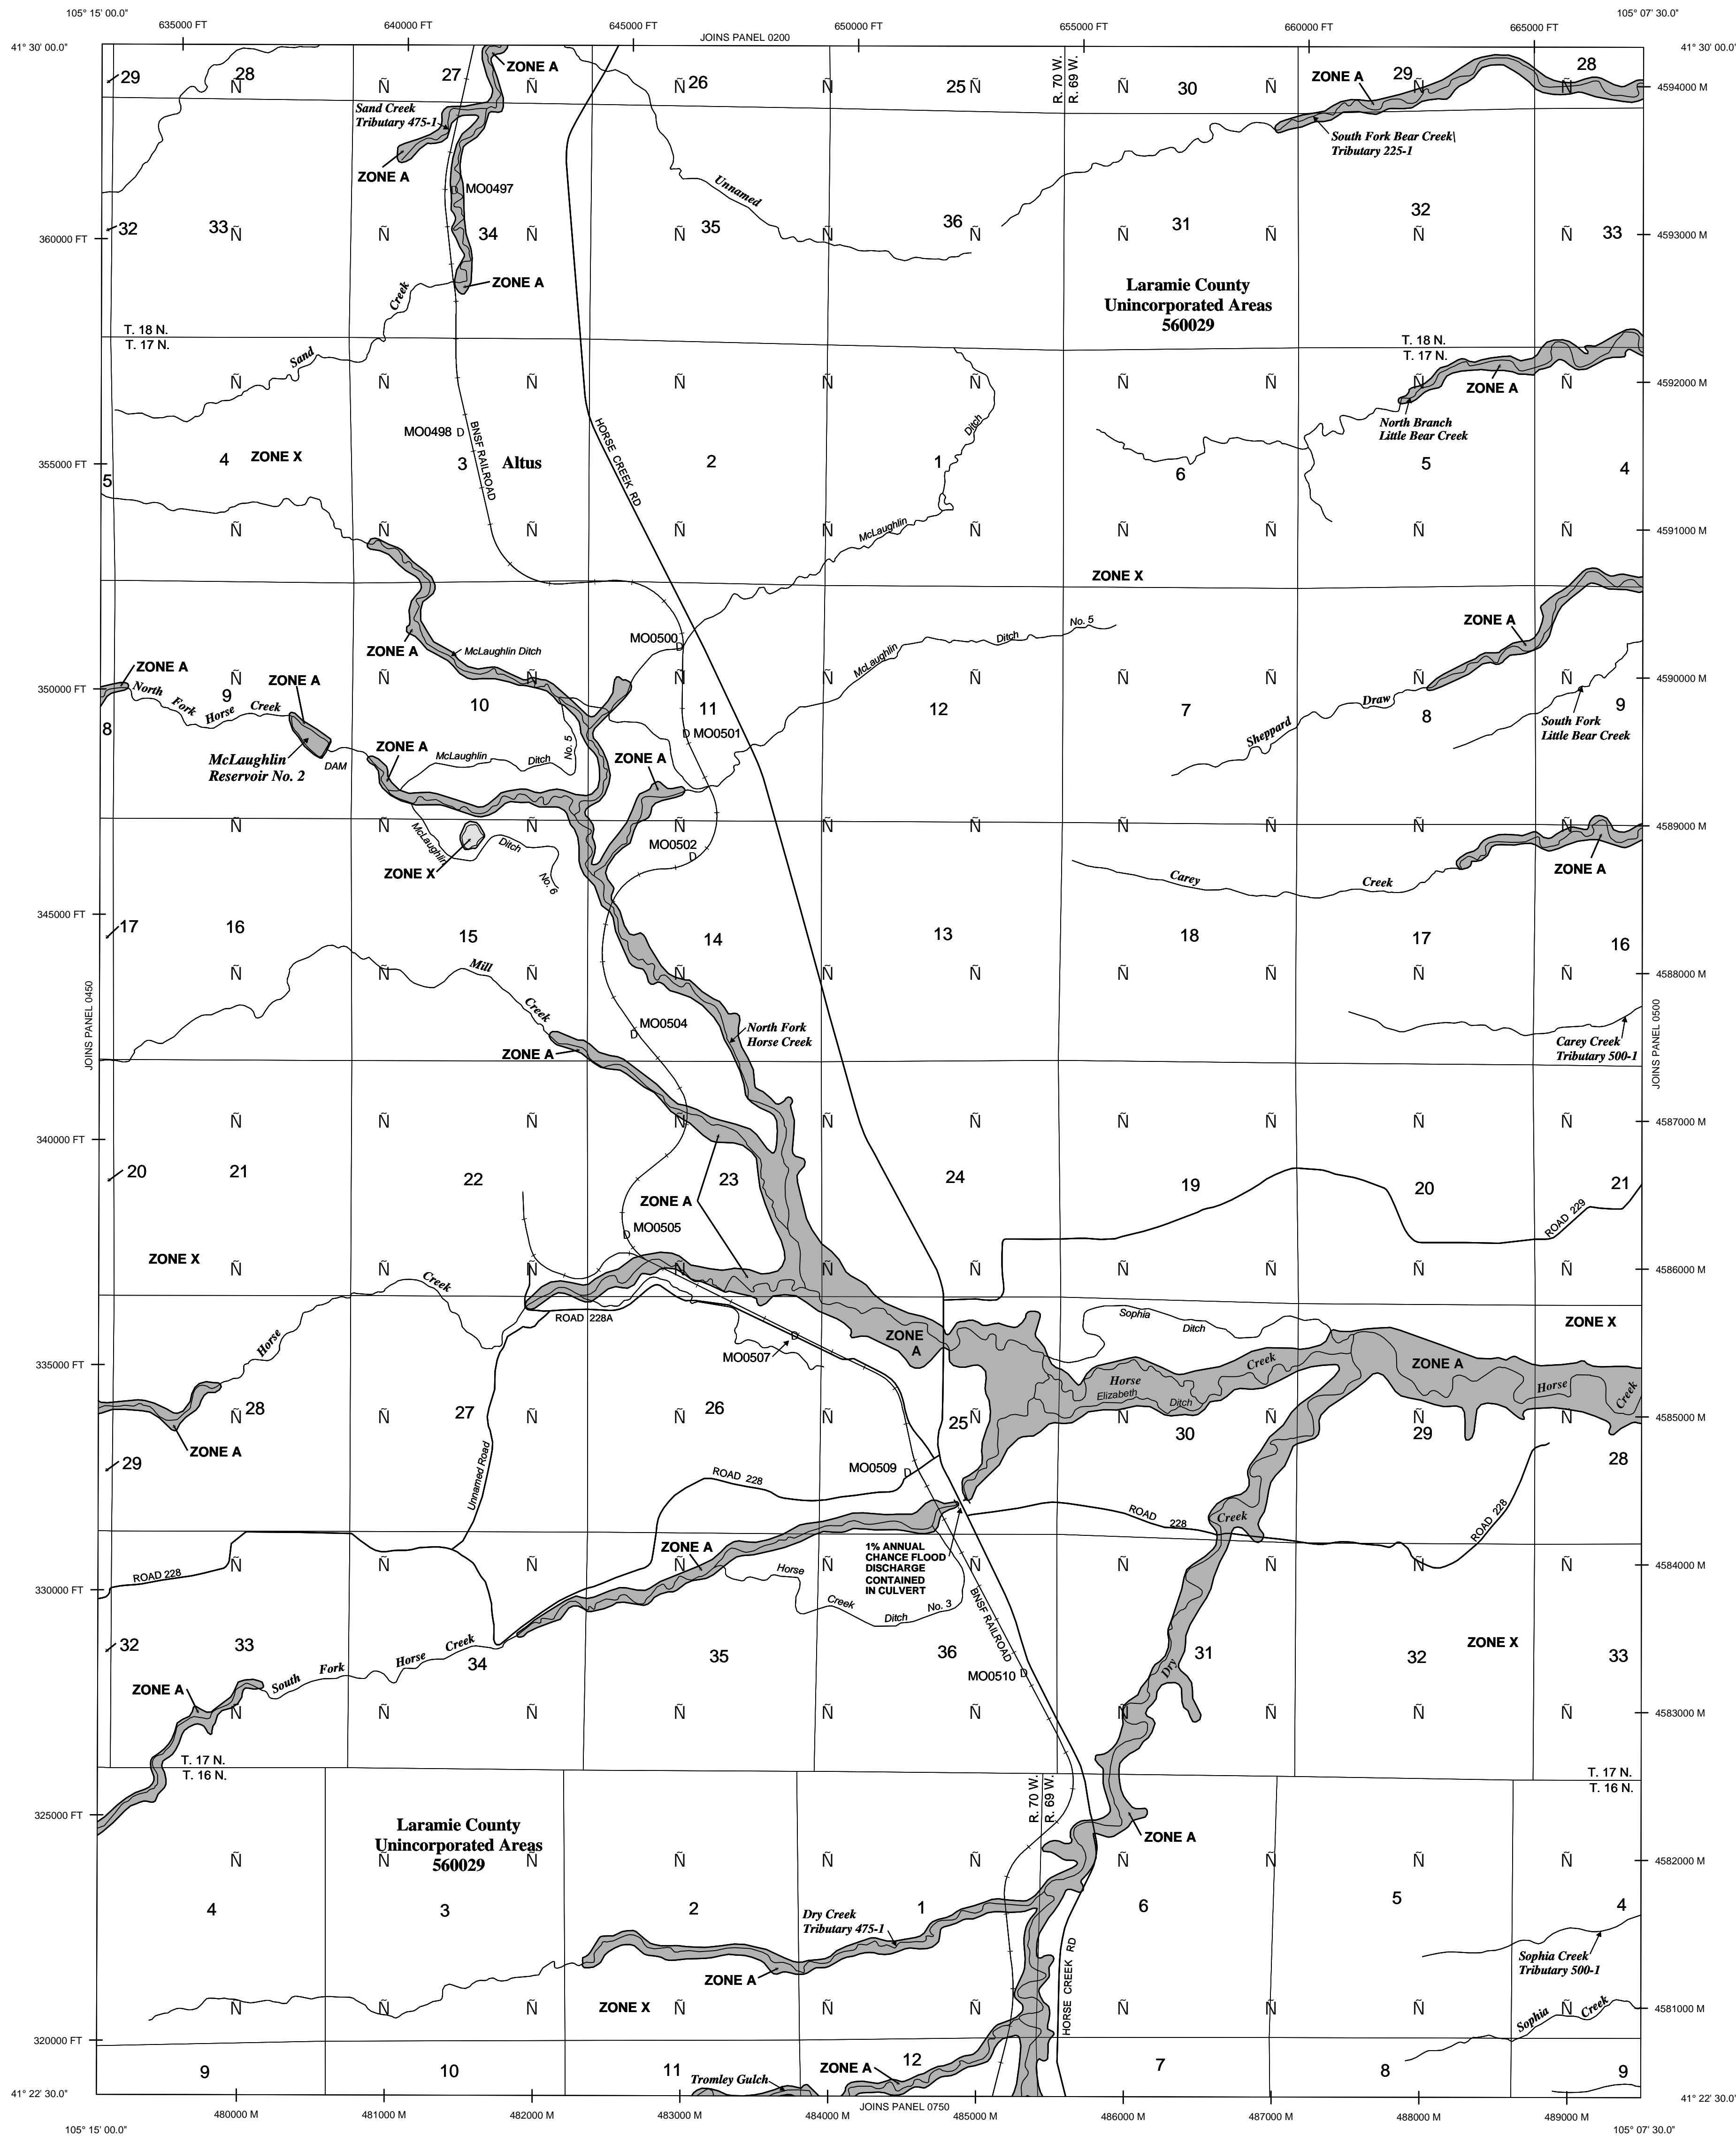 105° 15' 00.0"
635000 FT
640000 FT
645000 FT
JOINS PANEL 0200
650000 FT
655000 FT
660000 FT
665000 FT
105° 07' 30.0"
41° 30' 00.0"
41° 30' 00.0"
29
28
27
ZONE A
26
25
R. 70 W.
R. 69 W.
30
ZONE A
29
28
Ñ Ñ Ñ Ñ Ñ Ñ Ñ Ñ Ñ Ñ
4594000 M
Sand Creek
Tributary 475-1
ZONE A
South Fork Bear Creek\
Tributary 225-1
MO0497
Unnamed
32
33
34
35
36
31
32
33
360000 FT
Ñ Ñ Ñ Ñ Ñ Ñ Ñ Ñ Ñ Ñ
4593000 M
ZONE A
Creek
Laramie County
Unincorporated Areas
560029
T. 18 N.
T. 17 N.
Sand
T. 18 N.
T. 17 N.
Ñ Ñ Ñ Ñ Ñ Ñ Ñ Ñ Ñ Ñ
4592000 M
ZONE A
North Branch
Little Bear Creek
MO0498 D
BNSF RAILROAD
HORSE CREEK RD
Ditch
355000 FT
5
4
ZONE X
3
Altus
2
1
6
5
4
Ñ Ñ Ñ Ñ Ñ Ñ Ñ Ñ Ñ Ñ
McLaughlin
4591000 M
ZONE X
ZONE A
McLaughlin Ditch
MO0500
D
McLaughlin
Ditch
No. 5
ZONE A
350000 FT
ZONE A
North
Fork
Horse
Creek
ZONE A
Ñ Ñ Ñ Ñ Ñ Ñ Ñ Ñ Ñ Ñ
4590000 M
8
9
10
11
12
7
8
9
Sheppard
Draw
South Fork
Little Bear Creek
McLaughlin
Reservoir No. 2
DAM
ZONE A
McLaughlin
Ditch
No. 5
D MO0501
ZONE A
Ñ Ñ Ñ Ñ Ñ Ñ Ñ Ñ Ñ Ñ
4589000 M
McLaughlin
Ditch
No. 6
ZONE X
MO0502
D
Carey
Creek
ZONE A
345000 FT
17
16
15
14
13
18
17
16
Mill
Creek
Ñ Ñ Ñ Ñ Ñ Ñ Ñ Ñ Ñ Ñ
4588000 M
JOINS PANEL 0450
JOINS PANEL 0500
MO0504
D
North Fork
Horse Creek
ZONE A
Carey Creek
Tributary 500-1
Ñ Ñ Ñ Ñ Ñ Ñ Ñ Ñ Ñ Ñ
4587000 M
340000 FT
20
21
22
23
24
19
20
21
ZONE A
MO0505
D
ROAD 229
ZONE X
Ñ Ñ Ñ Ñ Ñ Ñ Ñ Ñ Ñ Ñ
4586000 M
Creek
Horse
ROAD 228A
MO0507
D
ZONE
A
Sophia
Ditch
ZONE X
335000 FT
Horse
Creek
Elizabeth
Ditch
ZONE A
Horse
Creek
28
27
26
25
30
29
28
Ñ Ñ Ñ Ñ Ñ Ñ Ñ Ñ Ñ Ñ
4585000 M
ZONE A
29
Unnamed Road
ROAD 228
MO0509
D
ROAD
228
Creek
ROAD 228
ZONE A
1% ANNUAL
CHANCE FLOOD
DISCHARGE
CONTAINED
IN CULVERT
ROAD 228
Ñ Ñ Ñ Ñ Ñ Ñ Ñ Ñ Ñ
4584000 M
330000 FT
Horse
Creek
Ditch
No. 3
BNSF RAILROAD
32
33
34
35
36
31
32
ZONE X
33
South
Fork
Horse
Creek
MO0510 D
Dry
ZONE A
Ñ Ñ Ñ Ñ Ñ Ñ Ñ Ñ Ñ Ñ
4583000 M
T. 17 N.
T. 16 N.
T. 17 N.
T. 16 N.
R. 70 W.
R. 69 W.
325000 FT
Laramie County
Unincorporated Areas
560029
ZONE A
Ñ Ñ Ñ Ñ Ñ Ñ Ñ Ñ Ñ
4582000 M
4
3
2
1
6
5
4
Dry Creek
Tributary 475-1
ZONE A
HORSE CREEK RD
Sophia Creek
Tributary 500-1
ZONE X
Ñ Ñ Ñ Ñ Ñ Ñ Ñ Ñ Ñ
4581000 M
Sophia
Creek
320000 FT
9
10
11
12
7
8
9
ZONE A
Tromley Gulch
41° 22' 30.0"
41° 22' 30.0"
JOINS PANEL 0750
480000 M
481000 M
482000 M
483000 M
484000 M
485000 M
486000 M
487000 M
488000 M
489000 M
105° 15' 00.0"
105° 07' 30.0"